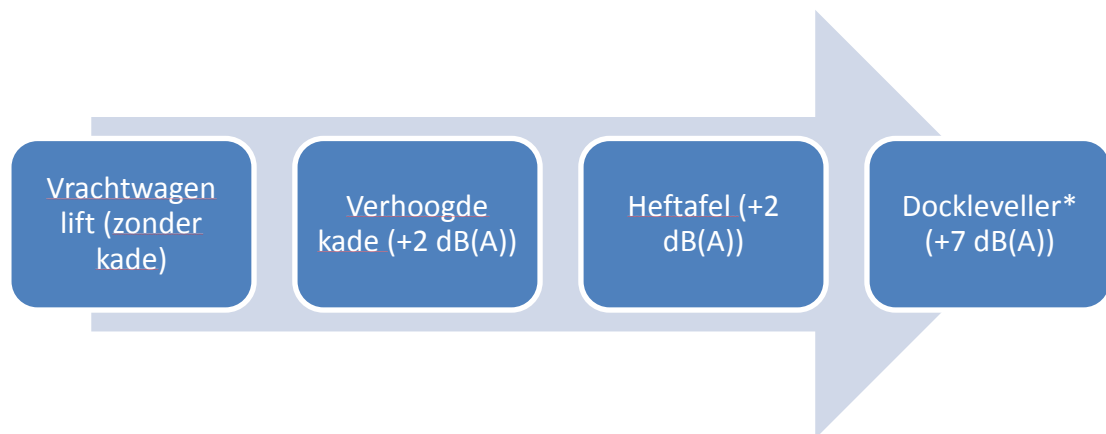 Vrachtwagen
lift (zonder
kade)
Verhoogde
kade (+2 dB(A))
Heftafel (+2
dB(A))
Dockleveller*
(+7 dB(A))